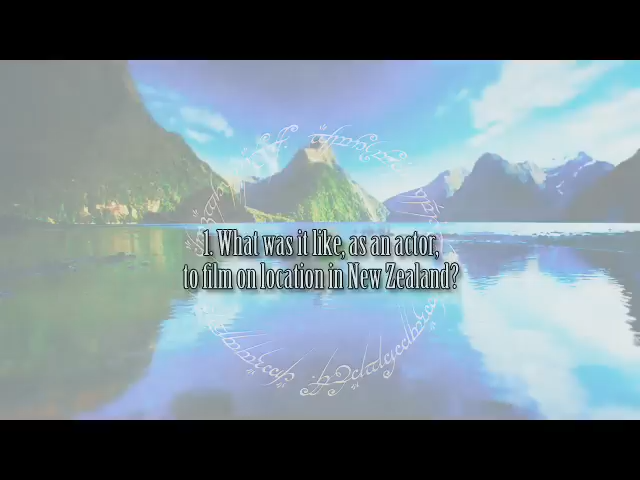 1. What was it like, as an actor,
to film on location in New Zealand?